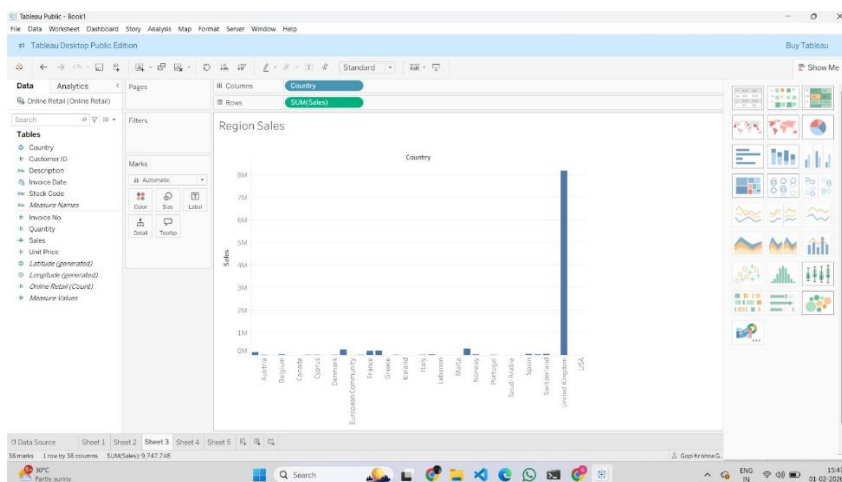 Tableau Public - Book1
File Data Worksheet Dashboard Story Analysis Map Format Server Window Help
Tableau Desktop Public Edition
Buy Tableau
Standard
Show Me
Data Analytics
Pages
Columns
Country
Online Retail (Online Retail)
Rows
SUM(Sales)
Search
Filters
Region Sales
Tables
Country
Customer ID
Description
Invoice Date
Stock Code
Measure Names
Invoice No
Quantity
Sales
Unit Price
Latitude (generated)
Longitude (generated)
Online Retail (Count)
Measure Values
Marks
Automatic
Color Size Label
Detail Tooltip
Country
Sales
8M
7M
6M
5M
4M
3M
2M
1M
0M
Austria
Belgium
Canada
Cyprus
Denmark
European Community
France
Greece
Iceland
Italy
Lebanon
Malta
Norway
Portugal
Saudi Arabia
Spain
Switzerland
United Kingdom
USA
Data Source Sheet 1 Sheet 2 Sheet 3 Sheet 4 Sheet 5
38 marks 1 row by 38 columns SUM(Sales): 9,747,748
Gopi Krishna G..
30°C
Partly sunny
Search
ENG
IN
15:47
01-02-2026